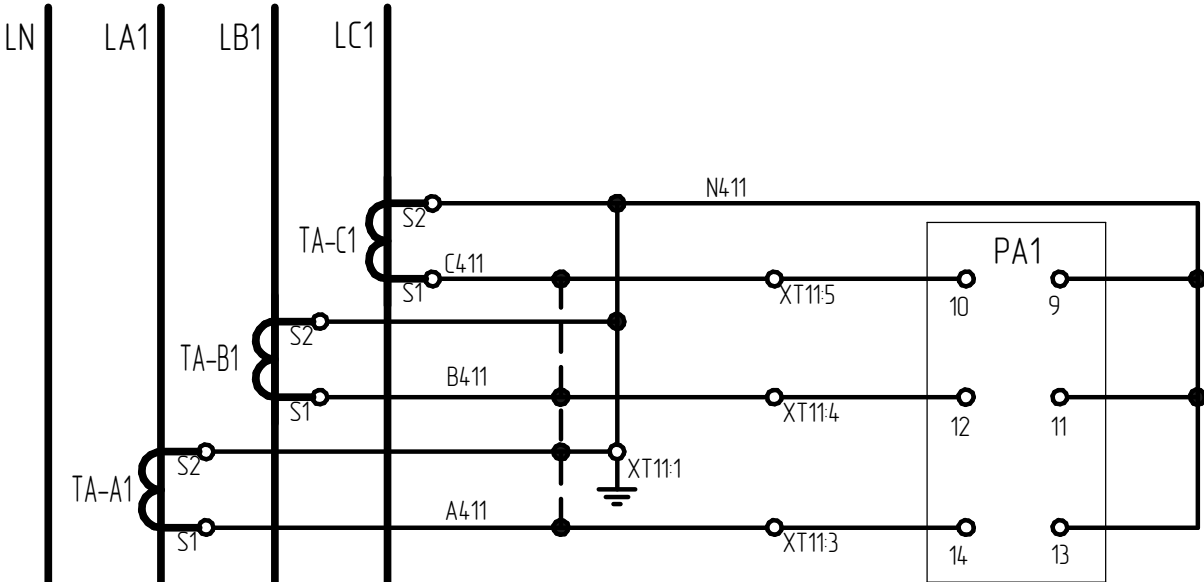 LN LA1 LB1 LC1
N411
S2
TA-C1 PA1
C411
S1 XT11:5 10 9
S2
TA-B1
B411
S1 XT11:4 12 11
S2 XT11:1
TA-A1
A411
S1 XT11:3 14 13